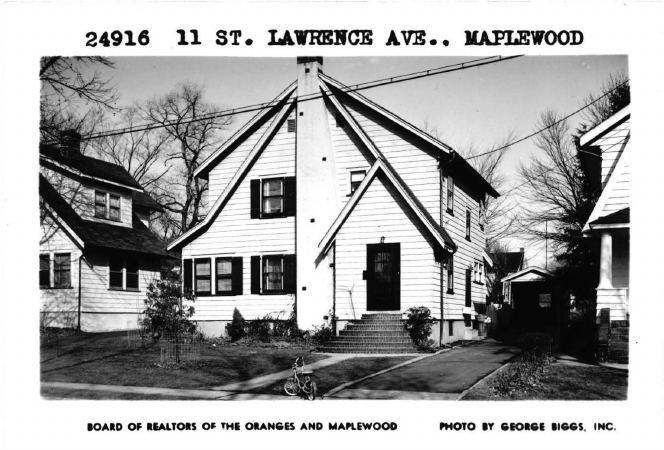 24916 11 ST. LAWRENCE AVE.. MAPLEWOOD
BOARD OF REALTORS OF THE ORANGES AND MAPLEWOOD PHOTO BY GEORGE BIGGS, INC.